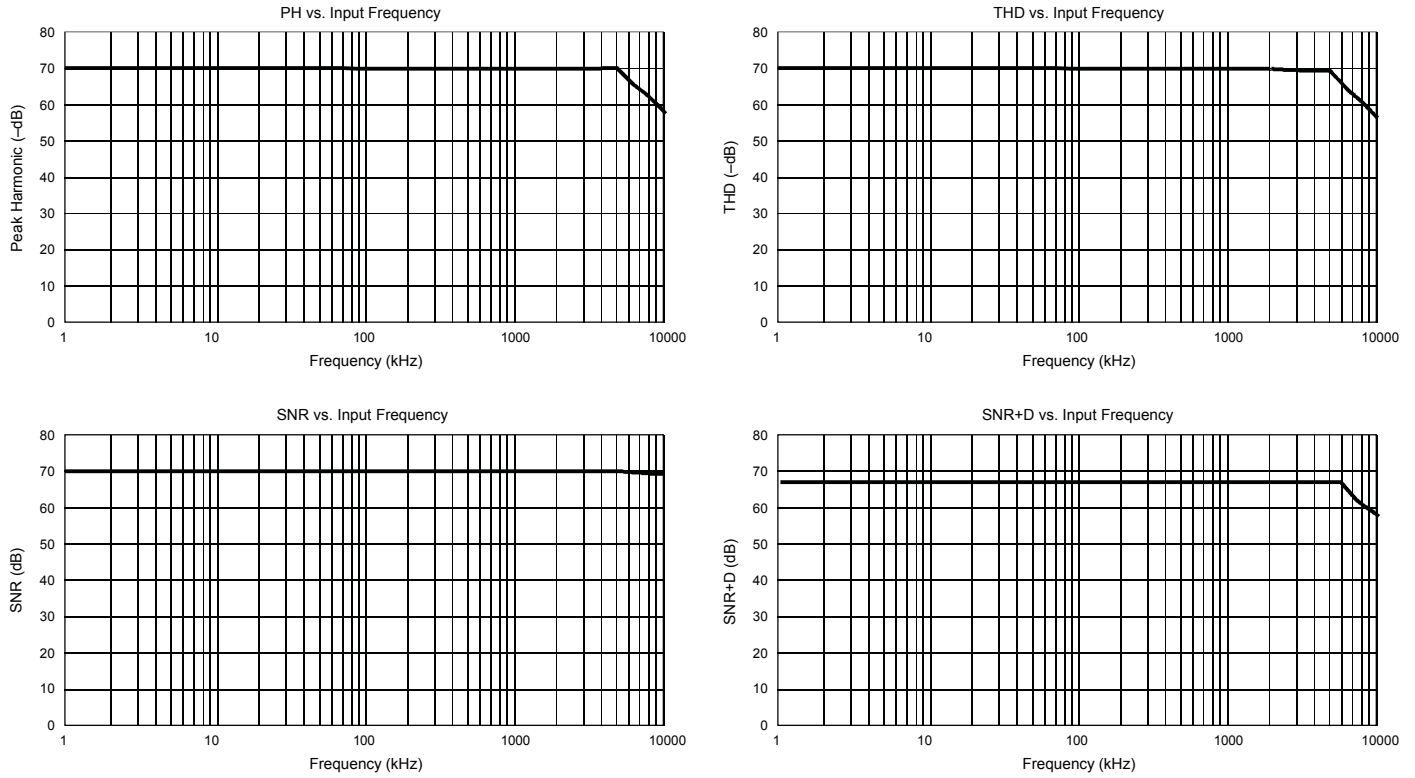 PH vs. Input Frequency
80
70
60
50
40
30
20
10
0
Peak Harmonic (–dB)
1 10 100 1000 10000
Frequency (kHz)
THD vs. Input Frequency
80
70
60
50
40
30
20
10
0
THD (–dB)
1 10 100 1000 10000
Frequency (kHz)
SNR vs. Input Frequency
80
70
60
50
40
30
20
10
0
SNR (dB)
1 10 100 1000 10000
Frequency (kHz)
SNR+D vs. Input Frequency
80
70
60
50
40
30
20
10
0
SNR+D (dB)
1 10 100 1000 10000
Frequency (kHz)